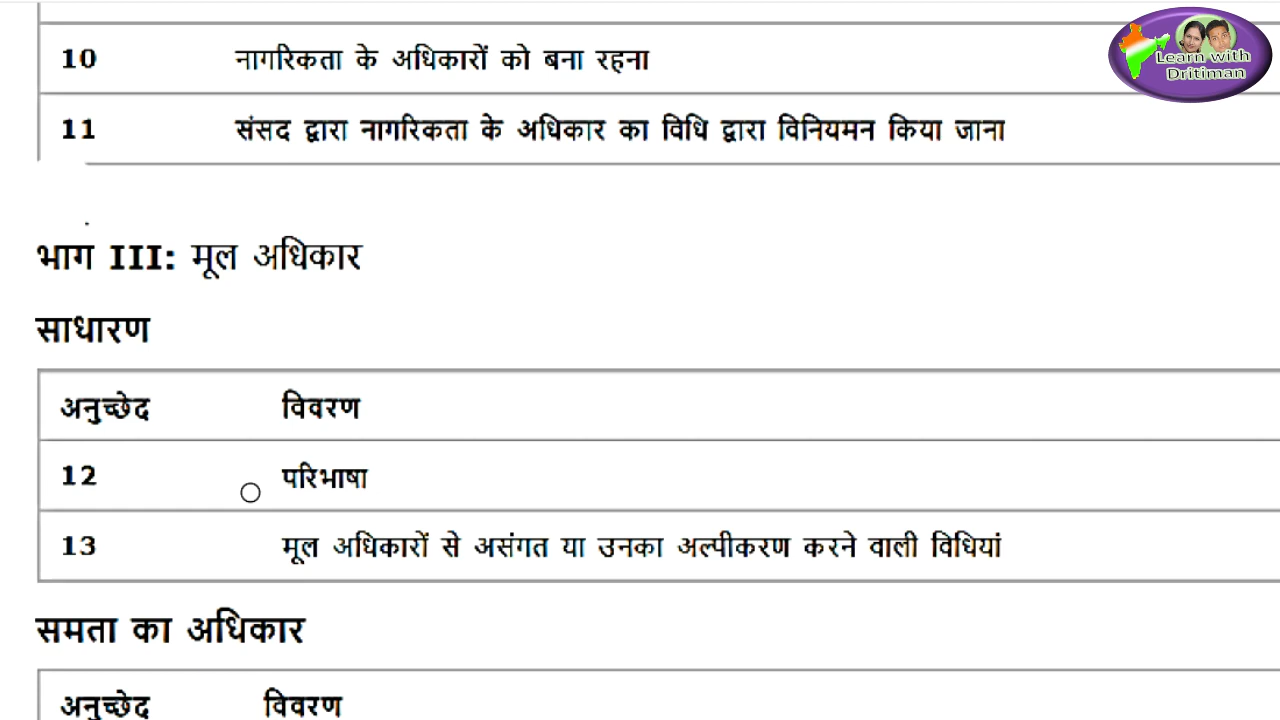 10 नागरिकता के अधिकारों को बना रहना
11 संसद द्वारा नागरिकता के अधिकार का विधि द्वारा विनियमन किया जाना
Learn with
Dritiman
भाग III: मूल अधिकार
साधारण
अनुच्छेद विवरण
12 परिभाषा
13 मूल अधिकारों से असंगत या उनका अल्पीकरण करने वाली विधियां
समता का अधिकार
अनुच्छेद विवरण